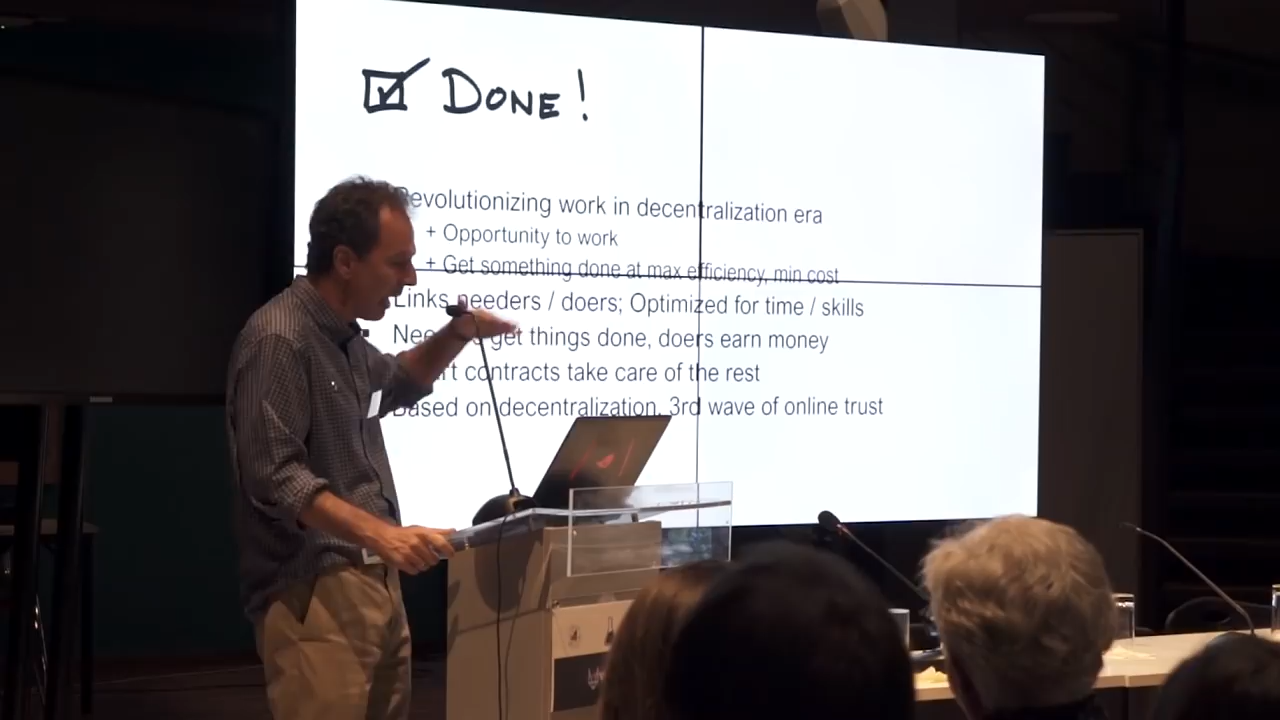 Done!
Revolutionizing work in decentralization era
+ Opportunity to work
+ Get something done at max efficiency, min cost
Links needers / doers; Optimized for time / skills
get things done, doers earn money
contracts take care of the rest
Based on decentralization, 3rd wave of online trust